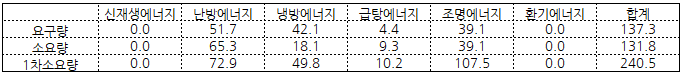 신재생에너지 난방에너지 냉방에너지 급탕에너지 조명에너지 환기에너지 합계
요구량 0.0 51.7 42.1 4.4 39.1 0.0 137.3
소요량 0.0 65.3 18.1 9.3 39.1 0.0 131.8
1차소요량 0.0 72.9 49.8 10.2 107.5 0.0 240.5